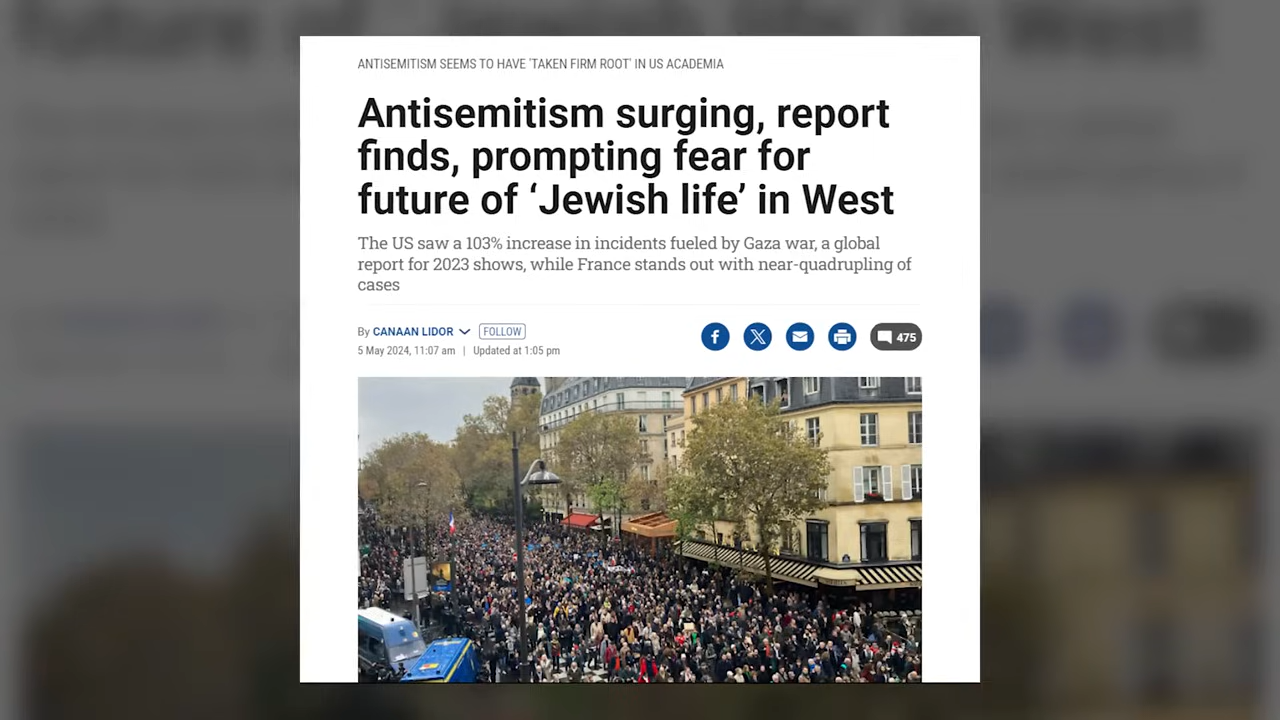 ANTISEMITISM SEEMS TO HAVE 'TAKEN FIRM ROOT' IN US ACADEMIA
Antisemitism surging, report
finds, prompting fear for
future of ‘Jewish life’ in West
The US saw a 103% increase in incidents fueled by Gaza war, a global
report for 2023 shows, while France stands out with near-quadrupling of
cases
By CANAAN LIDOR FOLLOW
5 May 2024, 11:07 am | Updated at 1:05 pm
475